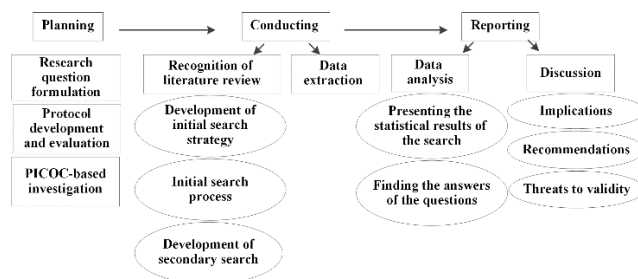 Planning
Conducting
Reporting
Research
question
formulation
Protocol
development
and evaluation
PICOC-based
investigation
Recognition of
literature review
Data
extraction
Development of
initial search
strategy
Initial search
process
Development of
secondary search
Data
analysis
Presenting the
statistical results of
the search
Finding the answers
of the questions
Discussion
Implications
Recommendations
Threats to validity